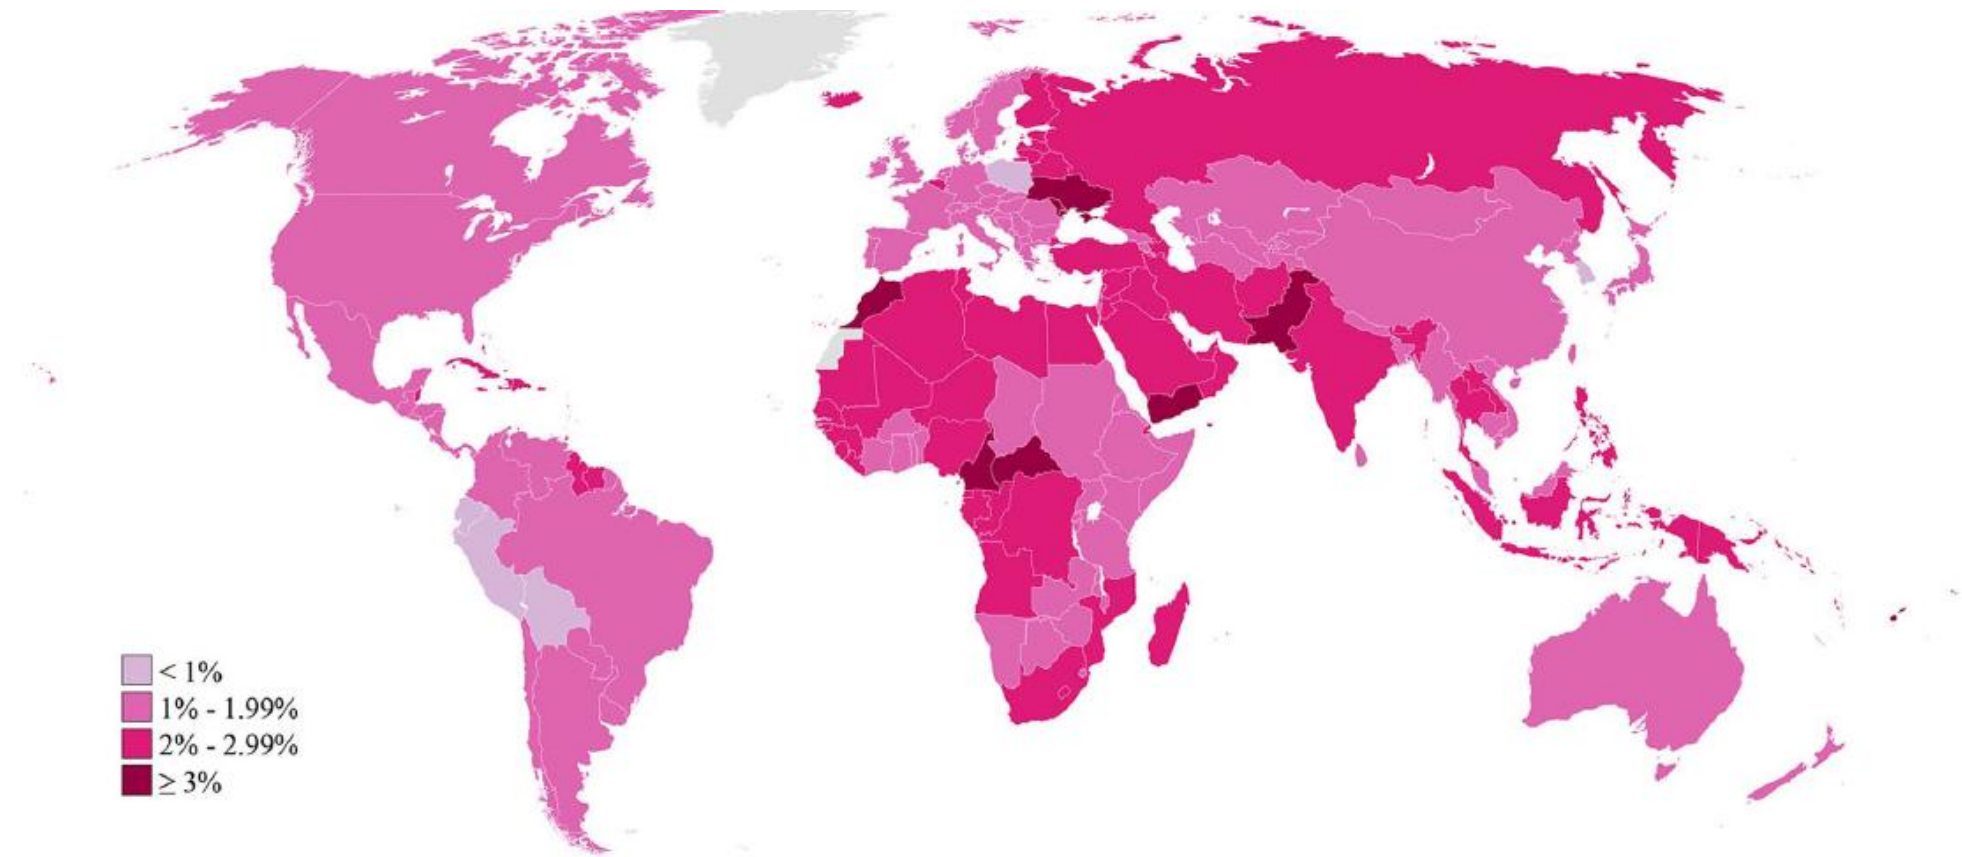 < 1%
1% - 1.99%
2% - 2.99%
≥ 3%